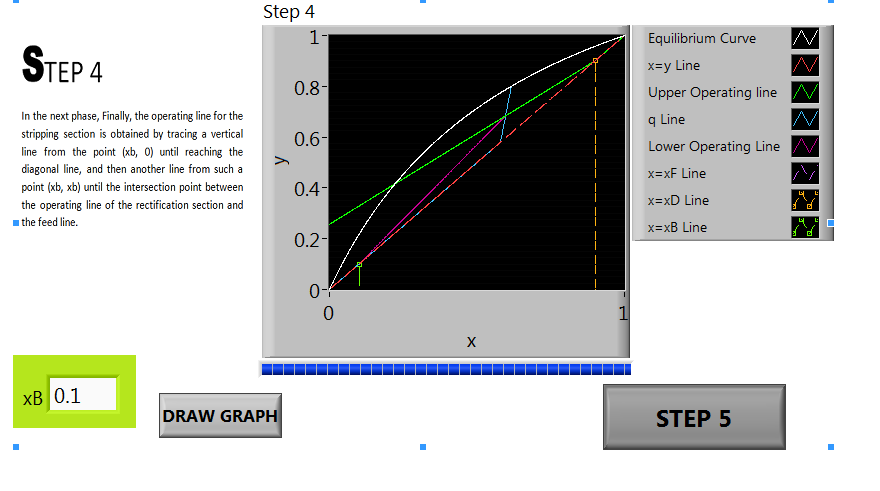 Step 4
STEP 4
In the next phase, Finally, the operating line for the
stripping section is obtained by tracing a vertical
line from the point (xb, 0) until reaching the
diagonal line, and then another line from such a
point (xb, xb) until the intersection point between
the operating line of the rectification section and
the feed line.
1
0.8
0.6
0.4
0.2
0
y
0
1
x
Equilibrium Curve
x=y Line
Upper Operating line
q Line
Lower Operating Line
x=xF Line
x=xD Line
x=xB Line
xB 0.1
DRAW GRAPH
STEP 5